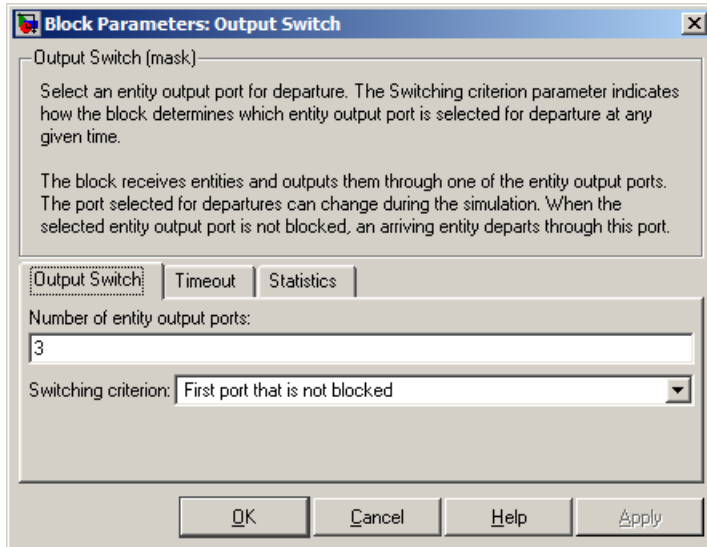 Block Parameters: Output Switch
Output Switch (mask)
Select an entity output port for departure. The Switching criterion parameter indicates
how the block determines which entity output port is selected for departure at any
given time.
The block receives entities and outputs them through one of the entity output ports.
The port selected for departures can change during the simulation. When the
selected entity output port is not blocked, an arriving entity departs through this port.
Output Switch Timeout Statistics
Number of entity output ports:
3
Switching criterion: First port that is not blocked
OK Cancel Help Apply